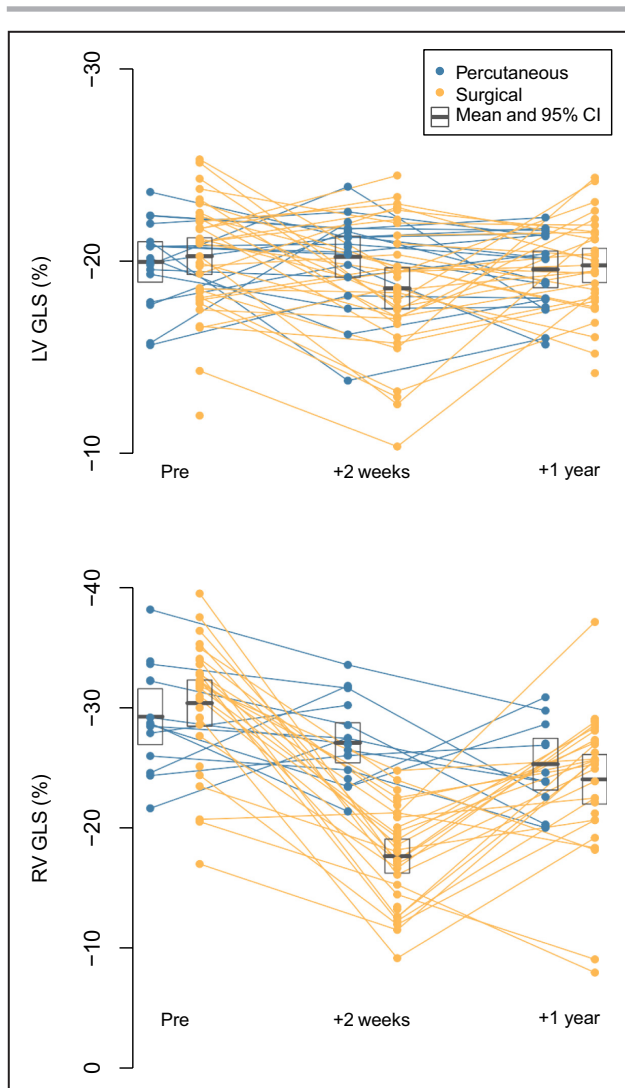 −30
Percutaneous
Surgical
Mean and 95% CI
−20
LV GLS (%)
−10
Pre
+2 weeks
+1 year
−40
−30
RV GLS (%)
−20
−10
Pre
+2 weeks
+1 year
0